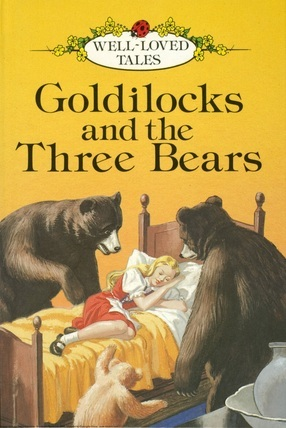 WELL-LOVED
TALES
Goldilocks
and the
Three Bears